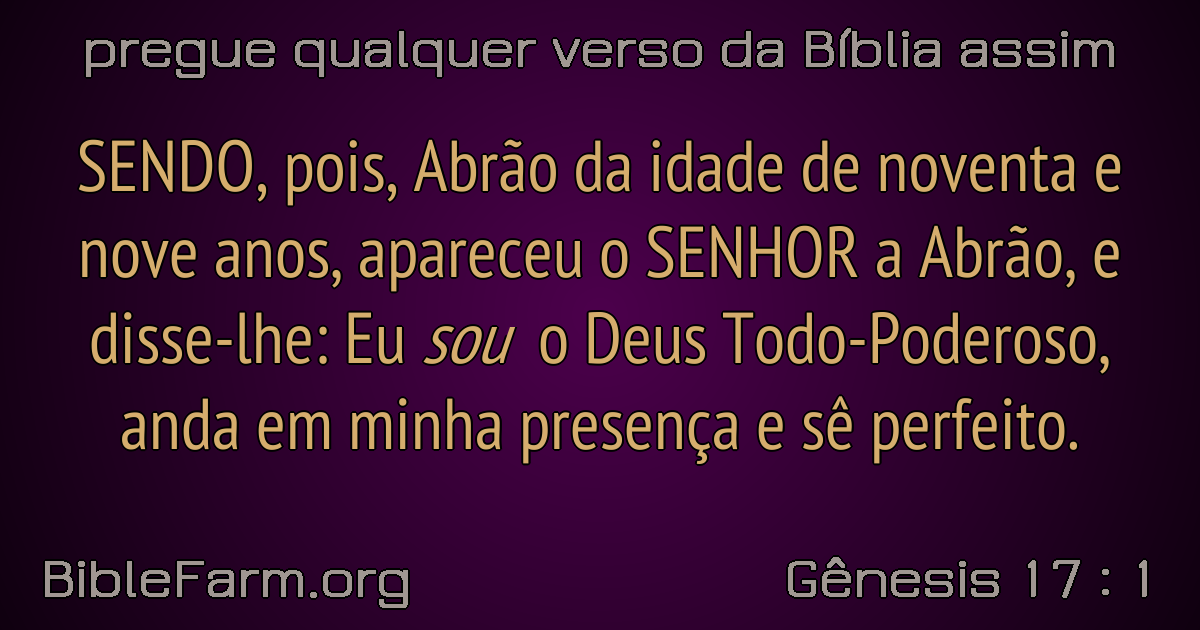 pregue qualquer verso da Bíblia assim
SENDO, pois, Abrão da idade de noventa e
nove anos, apareceu o SENHOR a Abrão, e
disse-lhe: Eu sou o Deus Todo-Poderoso,
anda em minha presença e sê perfeito.
BibleFarm.org
Gênesis 17 : 1